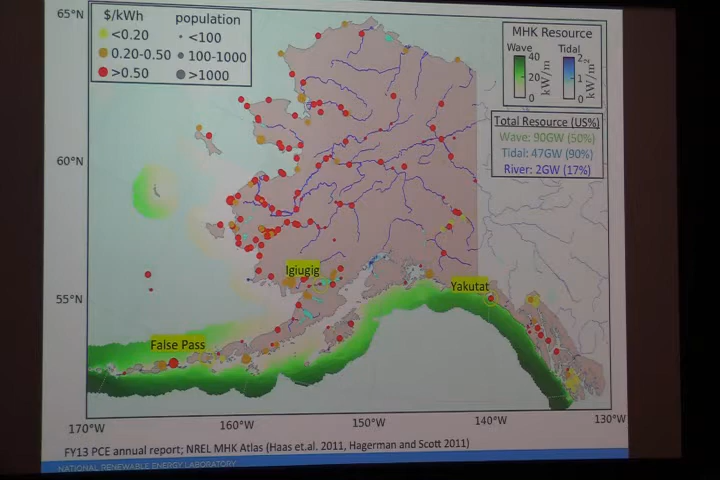 65°N
60°N
55°N
$/kWh
population
<0.20
<100
0.20-0.50
100-1000
>0.50
>1000
MHK Resource
Wave
Tidal
40
20
0
kW/m
2
1
0
kW/m²
Total Resource (US%)
Wave: 90GW (50%)
Tidal: 47GW (90%)
River: 2GW (17%)
Igiugig
Yakutat
False Pass
170°W
160°W
150°W
140°W
130°W
FY13 PCE annual report; NREL MHK Atlas (Haas et.al. 2011, Hagerman and Scott 2011)
NATIONAL RENEWABLE ENERGY LABORATORY